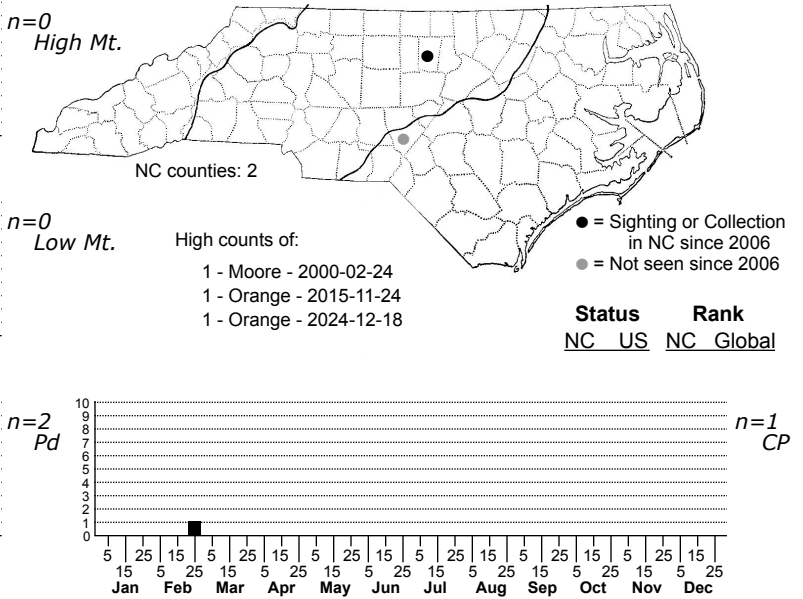 n=0
High Mt.
NC counties: 2
n=0
Low Mt.
High counts of:
1 - Moore - 2000-02-24
1 - Orange - 2015-11-24
1 - Orange - 2024-12-18
● = Sighting or Collection
in NC since 2006
● = Not seen since 2006
Status Rank
NC US NC Global
n=2
Pd
n=1
CP
10
9
8
7
6
5
4
3
2
1
0
5 25 15 5 25 15 5 25 15 5 25 15 5 25 15 5 25 15
15 5 25 15 5 25 15 5 25 15 5 25 15 5 25 15 5 25
Jan Feb Mar Apr May Jun Jul Aug Sep Oct Nov Dec